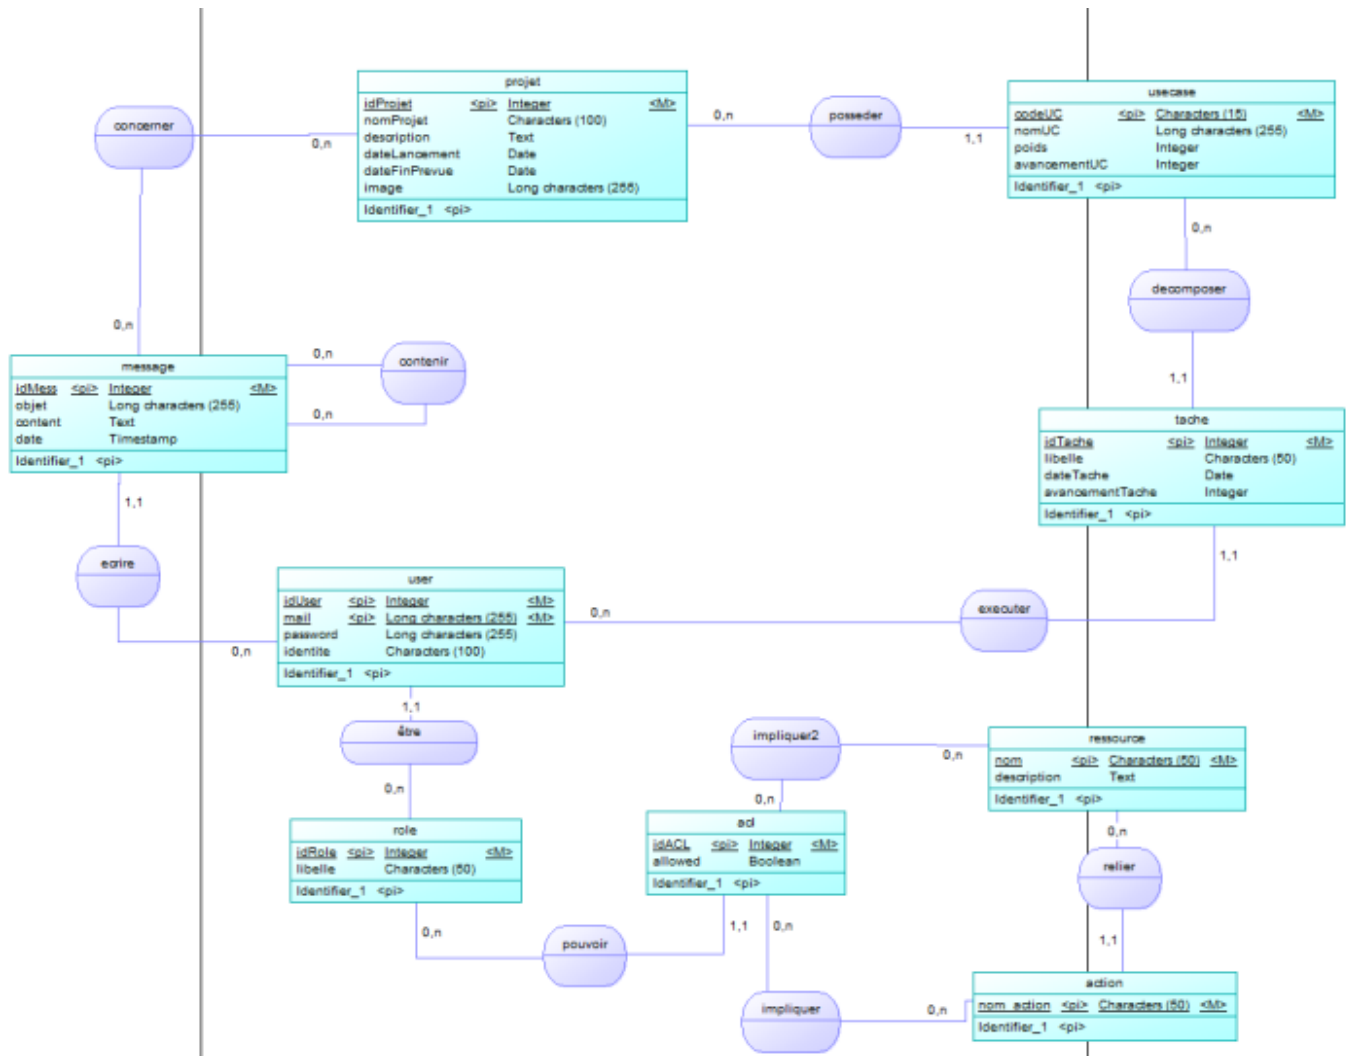 projet
idProjet <pi> Integer <M>
nomProjet Characters (100)
description Text
dateLancement Date
dateFinPrevue Date
image Long characters (255)
Identifier_1 <pi>
usecase
codeUC <pi> Characters (15) <M>
nomUC Long characters (255)
poids Integer
avancementUC Integer
Identifier_1 <pi>
concerner
0,n
0,n
0,n
posseder
1,1
0,n
decomposer
1,1
message
idMess <pi> Integer <M>
objet Long characters (255)
content Text
date Timestamp
Identifier_1 <pi>
0,n
contenir
0,n
tache
idTache <pi> Integer <M>
libelle Characters (50)
dateTache Date
avancementTache Integer
Identifier_1 <pi>
1,1
ecrire
0,n
user
idUser <pi> Integer <M>
mail <pi> Long characters (255) <M>
password Long characters (255)
identite Characters (100)
Identifier_1 <pi>
0,n
executer
1,1
1,1
être
0,n
impliquer2
0,n
0,n
ressource
nom <pi> Characters (50) <M>
description Text
Identifier_1 <pi>
role
idRole <pi> Integer <M>
libelle Characters (50)
Identifier_1 <pi>
acl
idACL <pi> Integer <M>
allowed Boolean
Identifier_1 <pi>
0,n
relier
1,1
0,n
pouvoir
1,1
0,n
impliquer
0,n
action
nom_action <pi> Characters (50) <M>
Identifier_1 <pi>